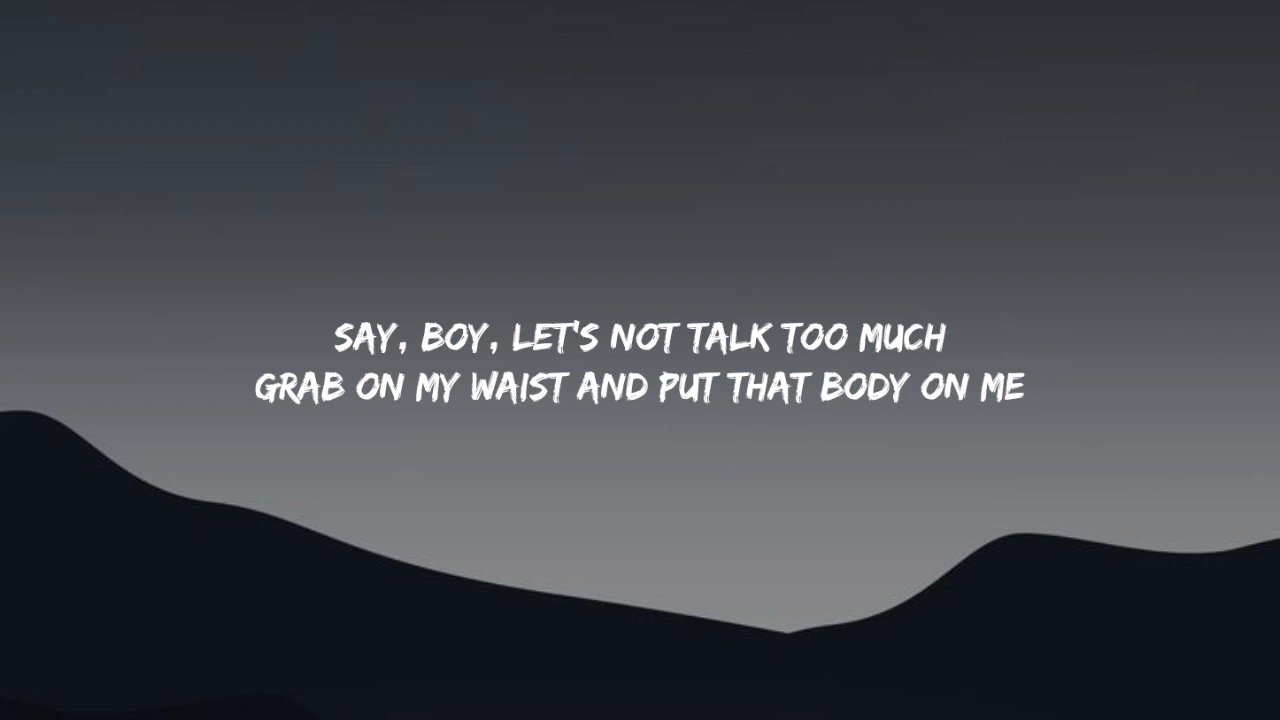 SAY, BOY, LET'S NOT TALK TOO MUCH
GRAB ON MY WAIST AND PUT THAT BODY ON ME